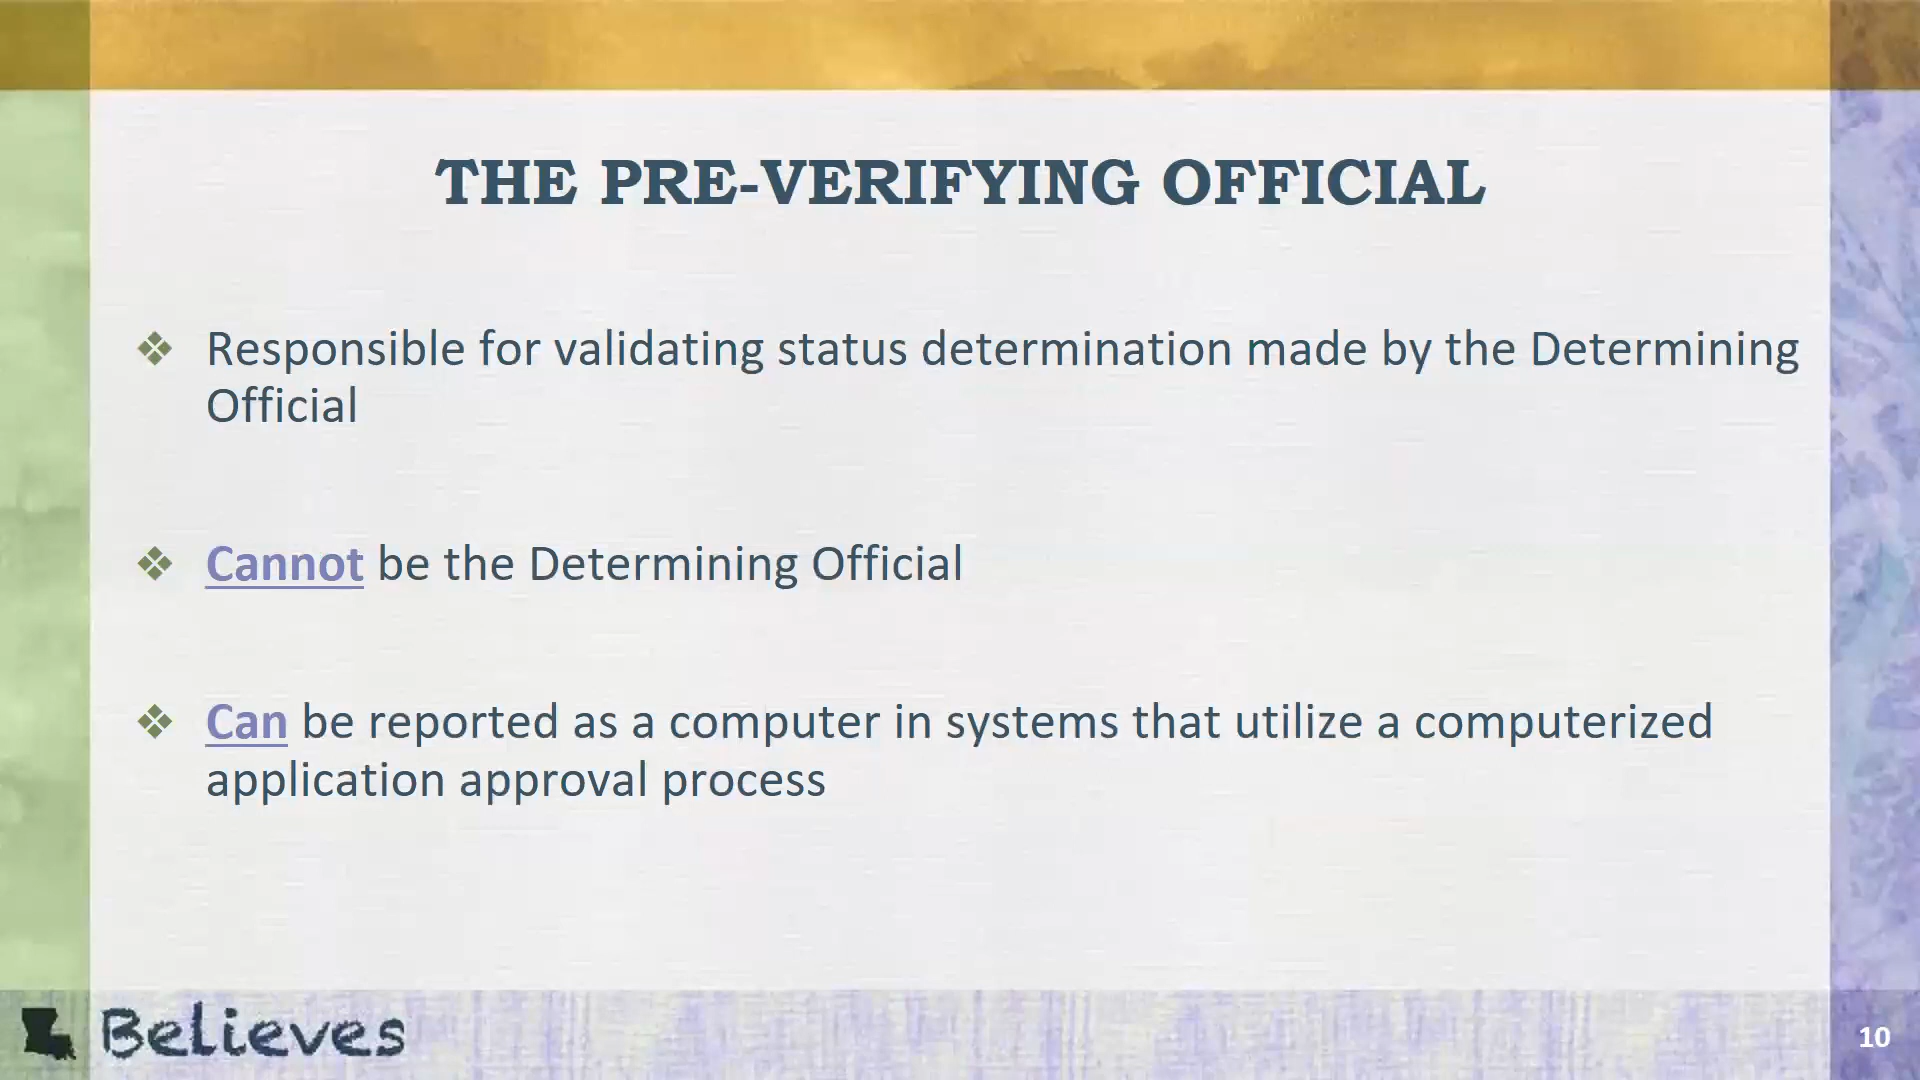 THE PRE-VERIFYING OFFICIAL
Responsible for validating status determination made by the Determining
Official
Cannot be the Determining Official
Can be reported as a computer in systems that utilize a computerized
application approval process
Believes
10